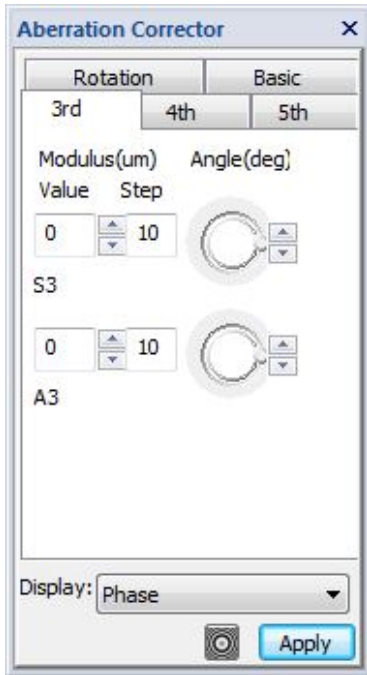 Aberration Corrector
Rotation Basic
3rd 4th 5th
Modulus(um) Angle(deg)
Value Step
0 10
S3
0 10
A3
Display: Phase
Apply